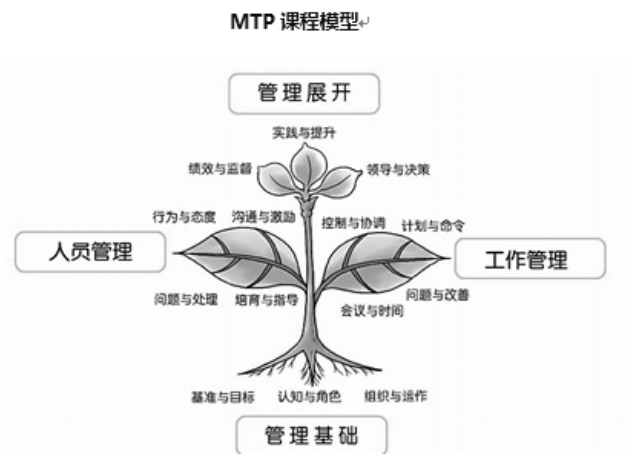 MTP 课程模型
管理展开
实践与提升
绩效与监督
领导与决策
行为与态度
沟通与激励
控制与协调
计划与命令
人员管理
工作管理
问题与处理
培育与指导
会议与时间
问题与改善
基准与目标
认知与角色
组织与运作
管理基础